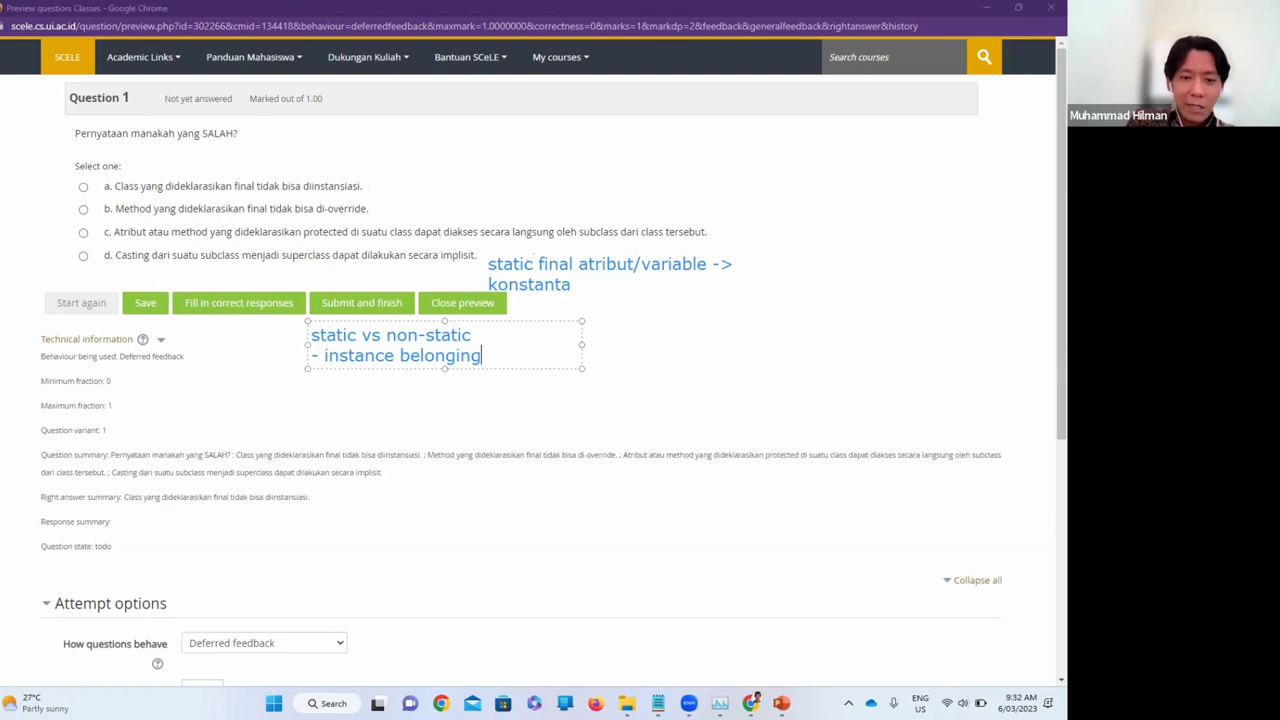 Preview question: Classes - Google Chrome
scele.cs.ui.ac.id/question/preview.php?id=302266&cmid=134418&behaviour=deferredfeedback&maxmark=1.0000000&correctness=0&marks=1&markdp=2&feedback&generalfeedback&rightanswer&history
SCELE Academic Links Panduan Mahasiswa Dukungan Kuliah Bantuan SCeLE My courses Search courses
Muhammad Hilman
Question 1 Not yet answered Marked out of 1.00
Pernyataan manakah yang SALAH?
Select one:
a. Class yang dideklarasikan final tidak bisa diinstansiasi.
b. Method yang dideklarasikan final tidak bisa di-override.
c. Atribut atau method yang dideklarasikan protected di suatu class dapat diakses secara langsung oleh subclass dari class tersebut.
d. Casting dari suatu subclass menjadi superclass dapat dilakukan secara implisit.
static final atribut/variable ->
konstanta
Start again Save Fill in correct responses Submit and finish Close preview
static vs non-static
- instance belonging
Technical information
Behaviour being used: Deferred feedback
Minimum fraction: 0
Maximum fraction: 1
Question variant: 1
Question summary: Pernyataan manakah yang SALAH? : Class yang dideklarasikan final tidak bisa diinstansiasi. ; Method yang dideklarasikan final tidak bisa di-override. ; Atribut atau method yang dideklarasikan protected di suatu class dapat diakses secara langsung oleh subclass
dari class tersebut. ; Casting dari suatu subclass menjadi superclass dapat dilakukan secara implisit.
Right answer summary: Class yang dideklarasikan final tidak bisa diinstansiasi.
Response summary:
Question state: todo
Collapse all
Attempt options
How questions behave Deferred feedback
27°C
Partly sunny
Search
ENG
US
9:32 AM
6/03/2023